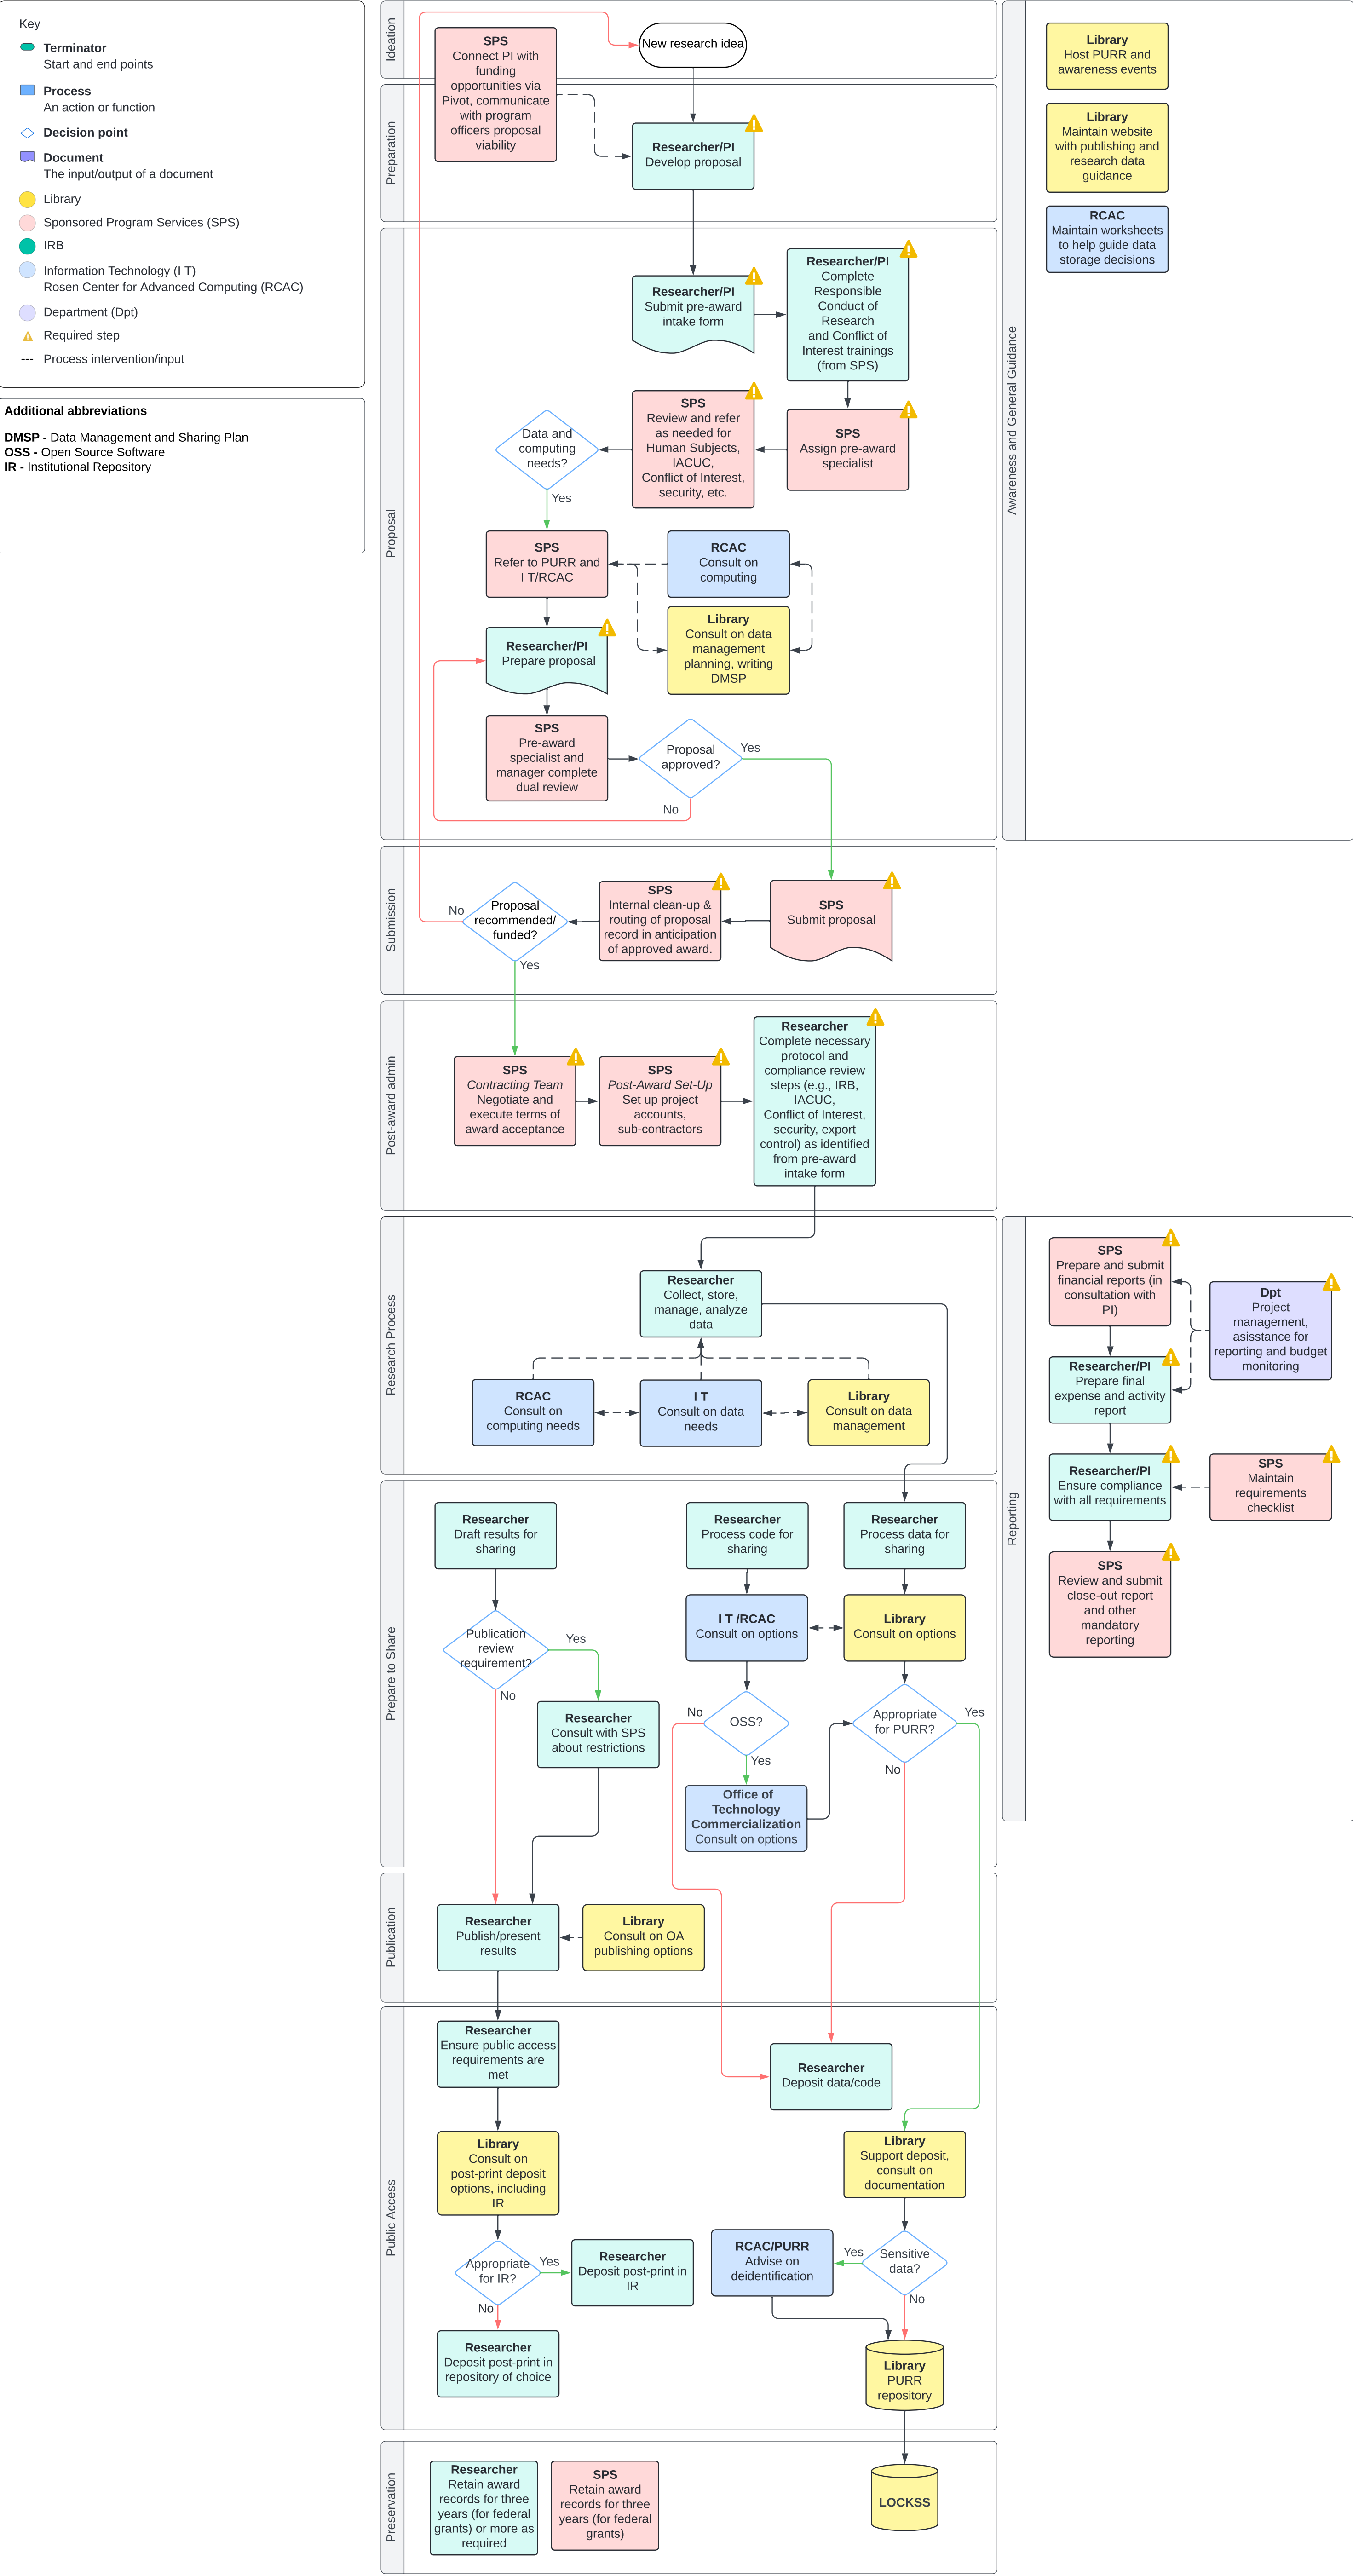 Key
Terminator
Start and end points
Process
An action or function
Decision point
Document
The input/output of a document
Library
Sponsored Program Services (SPS)
IRB
Information Technology (I T)
Rosen Center for Advanced Computing (RCAC)
Department (Dpt)
Required step
--- Process intervention/input
Additional abbreviations
DMSP - Data Management and Sharing Plan
OSS - Open Source Software
IR - Institutional Repository
Ideation
New research idea
SPS
Connect PI with
funding
opportunities via
Pivot, communicate
with program
officers proposal
viability
Preparation
Researcher/PI
Develop proposal
Proposal
Researcher/PI
Submit pre-award
intake form
Researcher/PI
Complete
Responsible
Conduct of
Research
and Conflict of
Interest trainings
(from SPS)
SPS
Assign pre-award
specialist
SPS
Review and refer
as needed for
Human Subjects,
IACUC,
Conflict of Interest,
security, etc.
Data and
computing
needs?
Yes
SPS
Refer to PURR and
I T/RCAC
RCAC
Consult on
computing
Library
Consult on data
management
planning, writing
DMSP
Researcher/PI
Prepare proposal
SPS
Pre-award
specialist and
manager complete
dual review
Proposal
approved?
Yes
No
Submission
SPS
Submit proposal
SPS
Internal clean-up &
routing of proposal
record in anticipation
of approved award.
Proposal
recommended/
funded?
No
Yes
Post-award admin
SPS
Contracting Team
Negotiate and
execute terms of
award acceptance
SPS
Post-Award Set-Up
Set up project
accounts,
sub-contractors
Researcher
Complete necessary
protocol and
compliance review
steps (e.g., IRB,
IACUC,
Conflict of Interest,
security, export
control) as identified
from pre-award
intake form
Research Process
Researcher
Collect, store,
manage, analyze
data
RCAC
Consult on
computing needs
I T
Consult on data
needs
Library
Consult on data
management
Prepare to Share
Researcher
Draft results for
sharing
Researcher
Process code for
sharing
Researcher
Process data for
sharing
Publication
review
requirement?
Yes
No
I T /RCAC
Consult on options
Library
Consult on options
Researcher
Consult with SPS
about restrictions
OSS?
No
Yes
Appropriate
for PURR?
Yes
No
Office of
Technology
Commercialization
Consult on options
Publication
Researcher
Publish/present
results
Library
Consult on OA
publishing options
Public Access
Researcher
Ensure public access
requirements are
met
Researcher
Deposit data/code
Library
Consult on
post-print deposit
options, including
IR
Library
Support deposit,
consult on
documentation
Appropriate
for IR?
Yes
No
Researcher
Deposit post-print in
IR
RCAC/PURR
Advise on
deidentification
Yes
Sensitive
data?
No
Researcher
Deposit post-print in
repository of choice
Library
PURR
repository
Preservation
Researcher
Retain award
records for three
years (for federal
grants) or more as
required
SPS
Retain award
records for three
years (for federal
grants)
LOCKSS
Awareness and General Guidance
Library
Host PURR and
awareness events
Library
Maintain website
with publishing and
research data
guidance
RCAC
Maintain worksheets
to help guide data
storage decisions
Reporting
SPS
Prepare and submit
financial reports (in
consultation with
PI)
Dpt
Project
management,
asisstance for
reporting and budget
monitoring
Researcher/PI
Prepare final
expense and activity
report
Researcher/PI
Ensure compliance
with all requirements
SPS
Maintain
requirements
checklist
SPS
Review and submit
close-out report
and other
mandatory
reporting